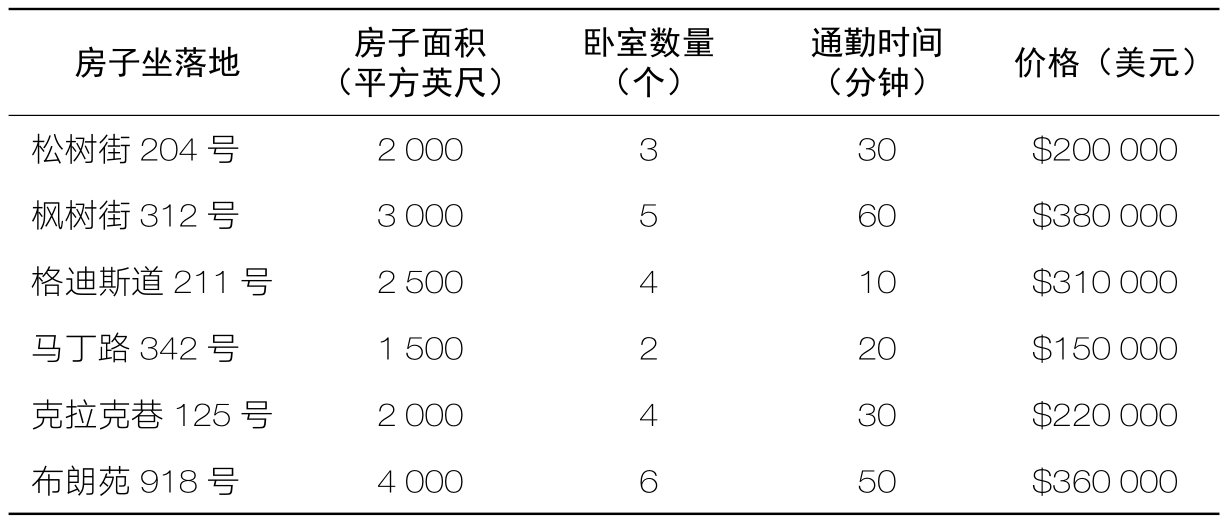 房子坐落地 房子面积（平方英尺） 卧室数量（个） 通勤时间（分钟） 价格（美元）
松树街 204 号 2 000 3 30 $200 000
枫树街 312 号 3 000 5 60 $380 000
格迪斯道 211 号 2 500 4 10 $310 000
马丁路 342 号 1 500 2 20 $150 000
克拉克巷 125 号 2 000 4 30 $220 000
布朗苑 918 号 4 000 6 50 $360 000